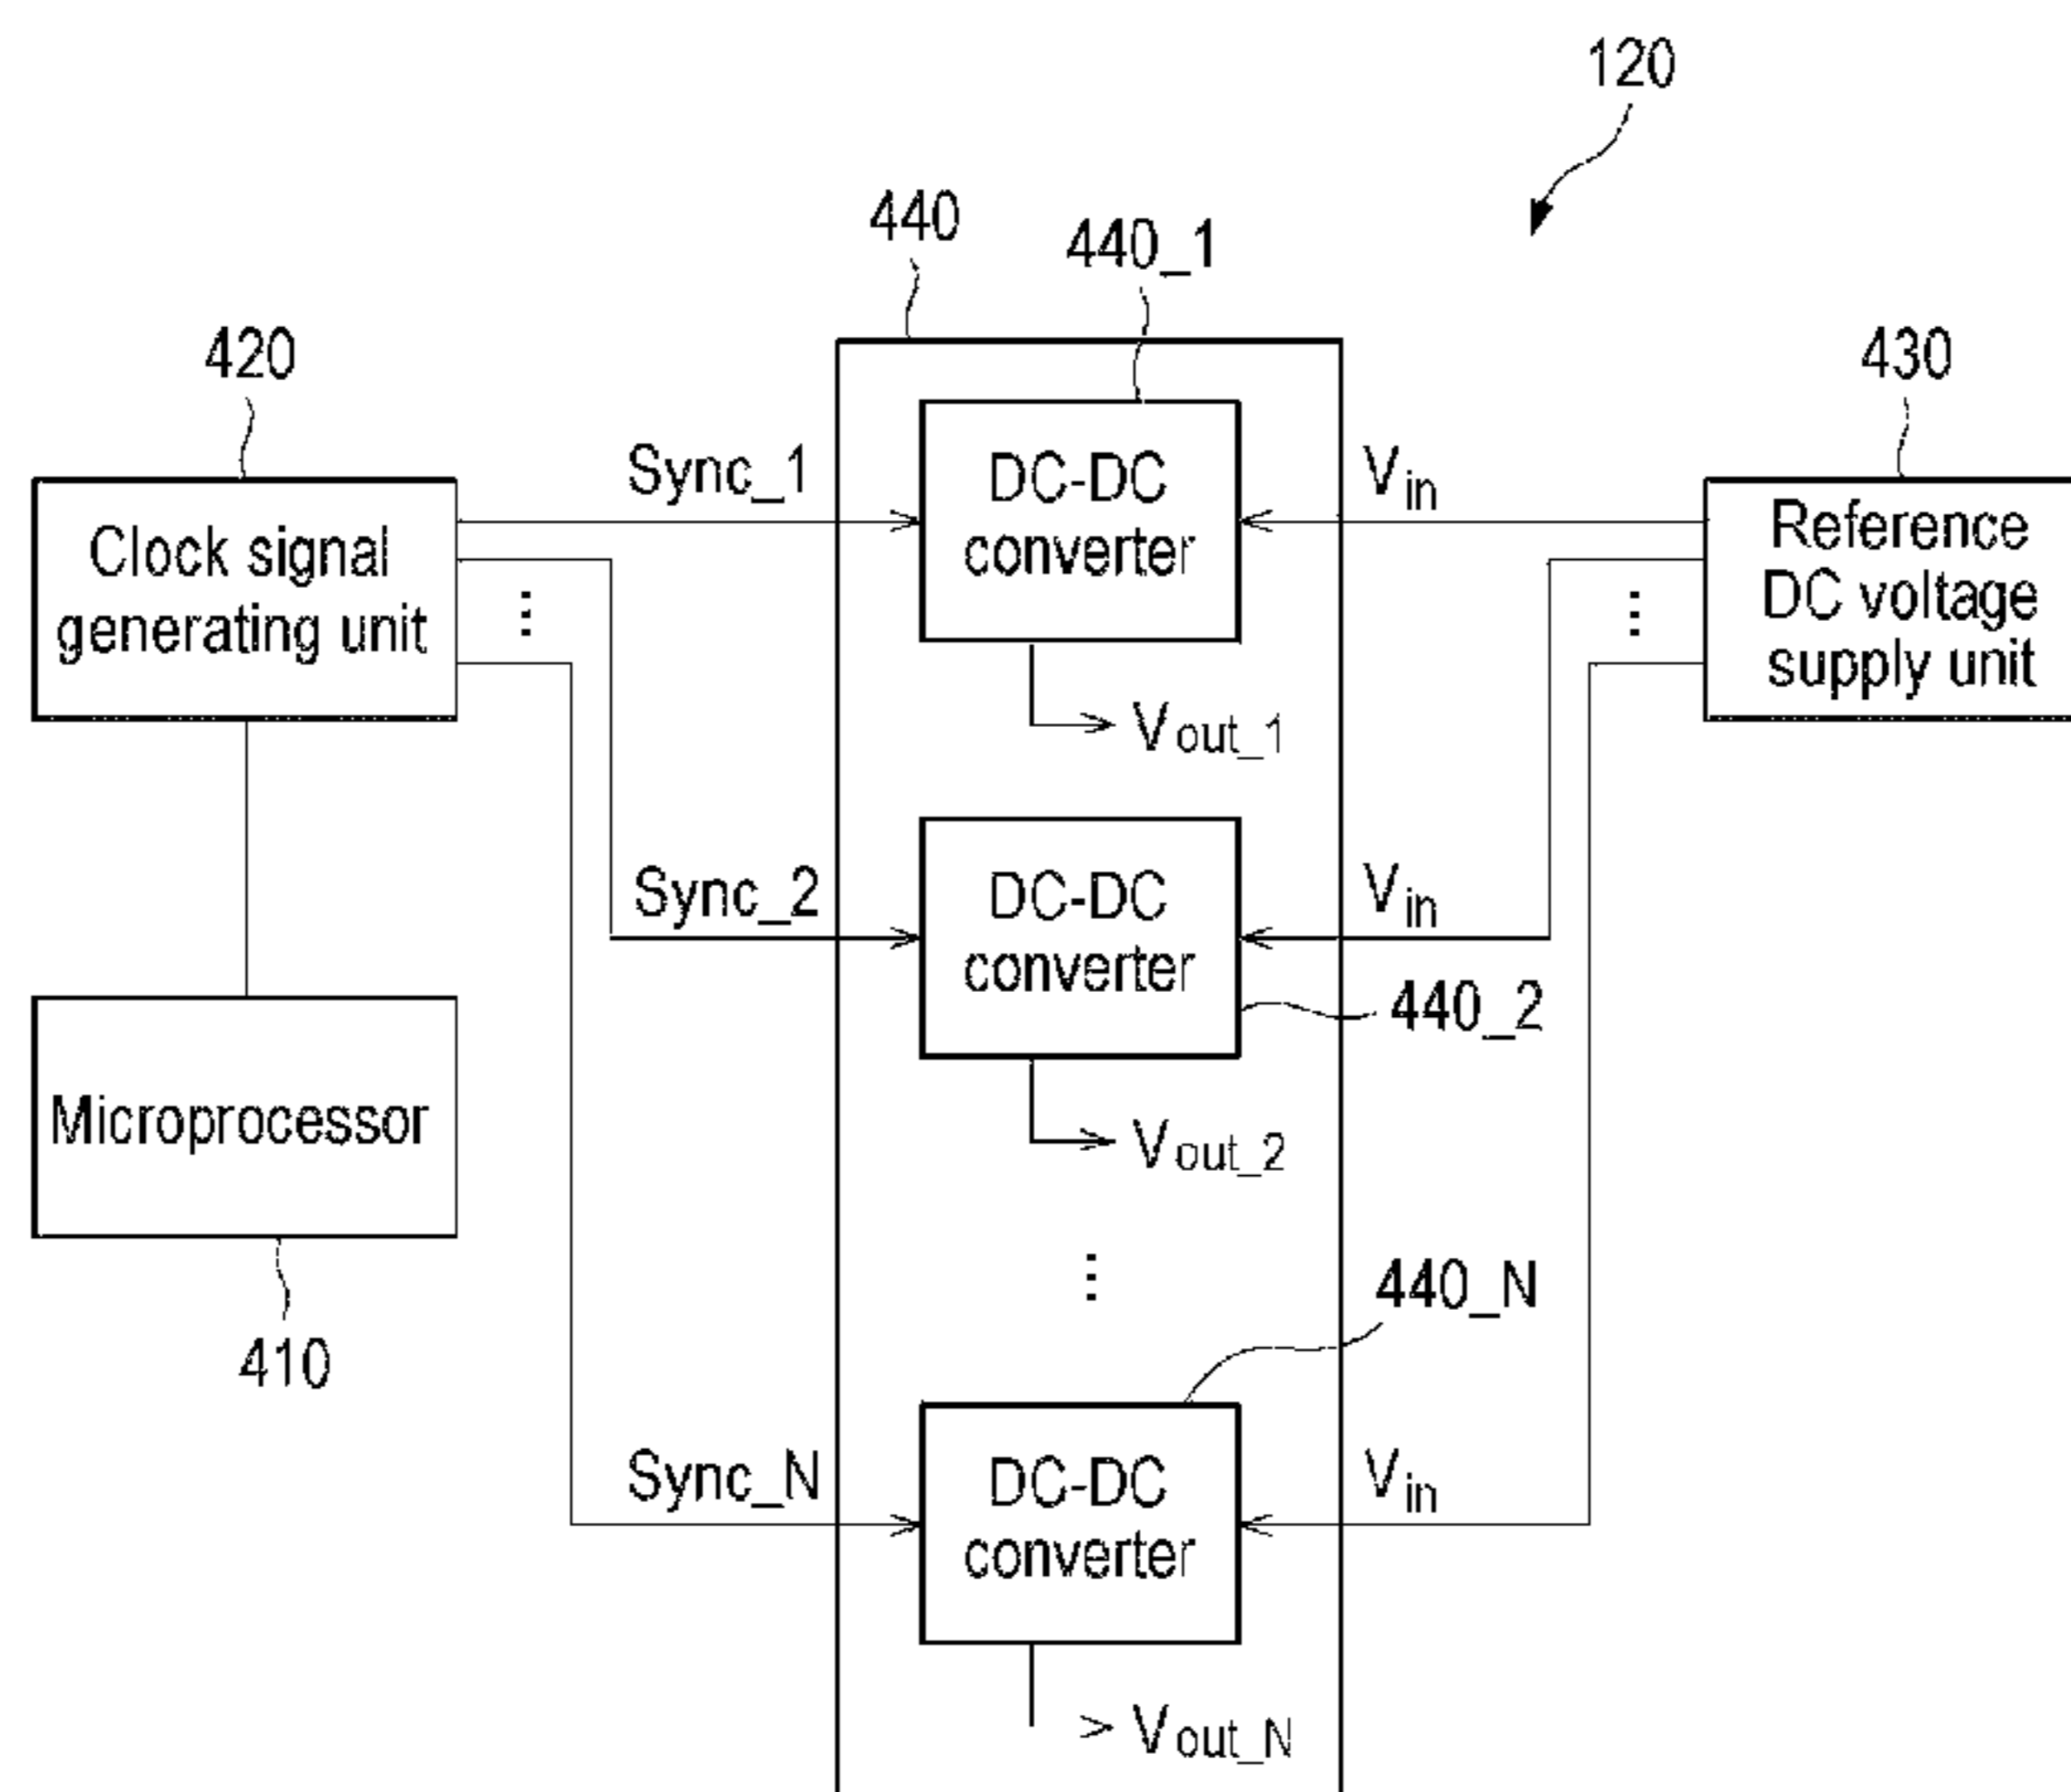 120
440
440_1
420
430
Sync_1
DC-DC
converter
Vin
Clock signal
generating unit
Reference
DC voltage
supply unit
Vout_1
Sync_2
DC-DC
converter
Vin
440_2
Microprocessor
Vout_2
410
440_N
Sync_N
DC-DC
converter
Vin
Vout_N